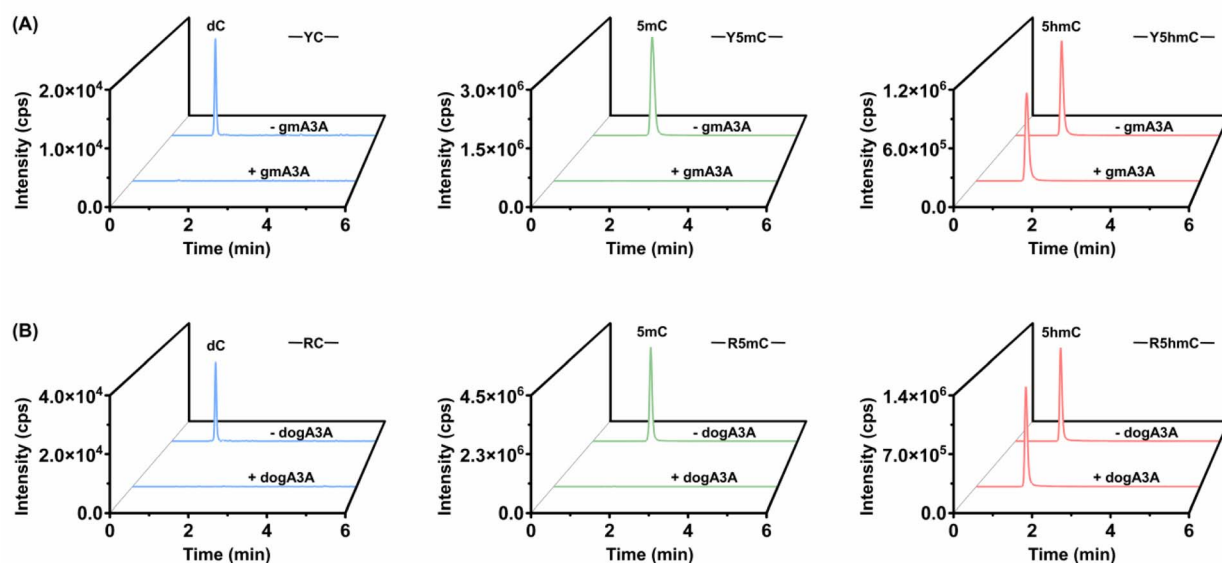 (A)
dC
—YC—
Intensity (cps)
2.0×10⁴
1.0×10⁴
0.0
- gmA3A
+ gmA3A
0 2 4 6
Time (min)
5mC
—Y5mC—
Intensity (cps)
3.0×10⁶
1.5×10⁶
0.0
- gmA3A
+ gmA3A
0 2 4 6
Time (min)
5hmC
—Y5hmC—
Intensity (cps)
1.2×10⁶
6.0×10⁵
0.0
- gmA3A
+ gmA3A
0 2 4 6
Time (min)
(B)
dC
—RC—
Intensity (cps)
4.0×10⁴
2.0×10⁴
0.0
- dogA3A
+ dogA3A
0 2 4 6
Time (min)
5mC
—R5mC—
Intensity (cps)
4.5×10⁶
2.3×10⁶
0.0
- dogA3A
+ dogA3A
0 2 4 6
Time (min)
5hmC
—R5hmC—
Intensity (cps)
1.4×10⁶
7.0×10⁵
0.0
- dogA3A
+ dogA3A
0 2 4 6
Time (min)